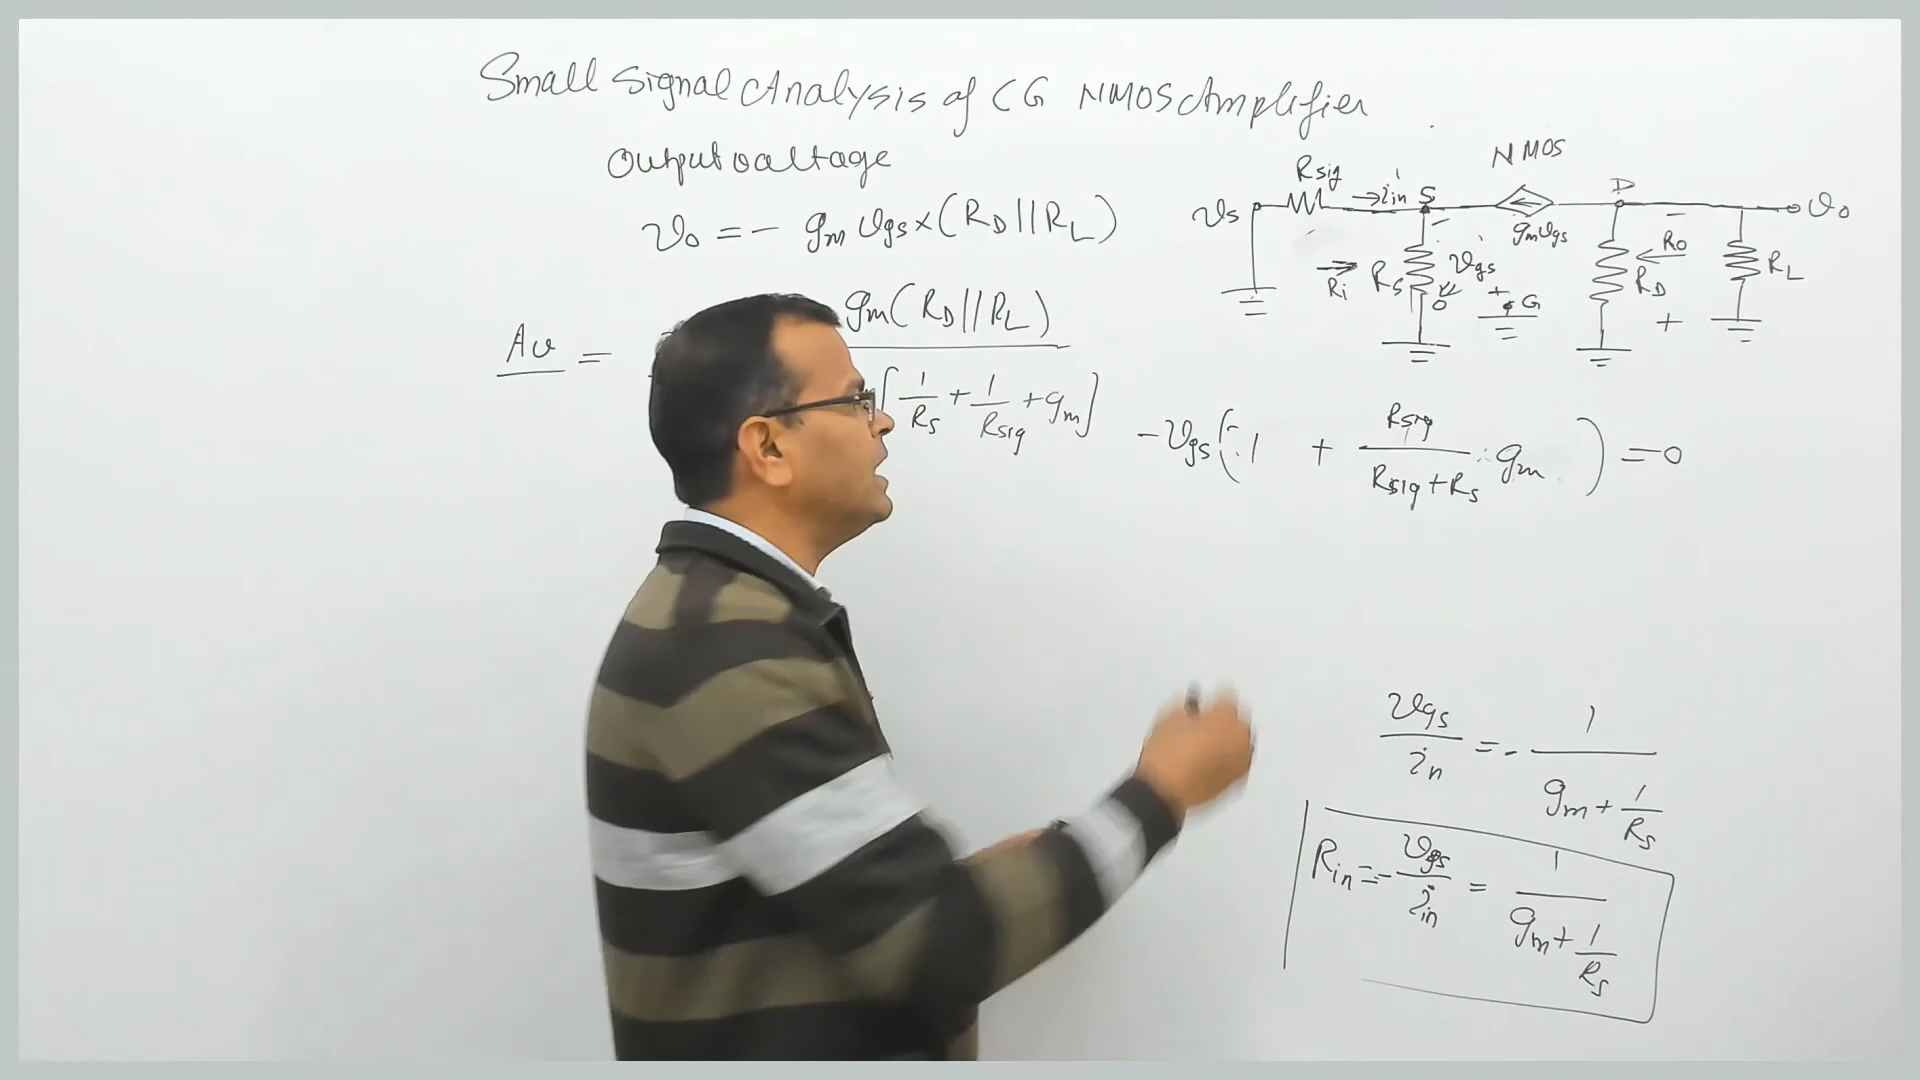 Small Signal Analysis of CG NMOS Amplifier
Output voltage
v₀ = - gm vgs × (RD || RL)
Av = gm (RD || RL)
[ 1/RS + 1/Rsig + gm ]
NMOS
vs Rsig → iin S gm vgs D v₀
Ri RS vgs G RD Ro RL
- + +
-vgs ( 1 + Rsig / (Rsig + RS) · gm ) = 0
vgs / in = - 1 / (gm + 1/RS)
Rin = - vgs / iin = 1 / (gm + 1/RS)